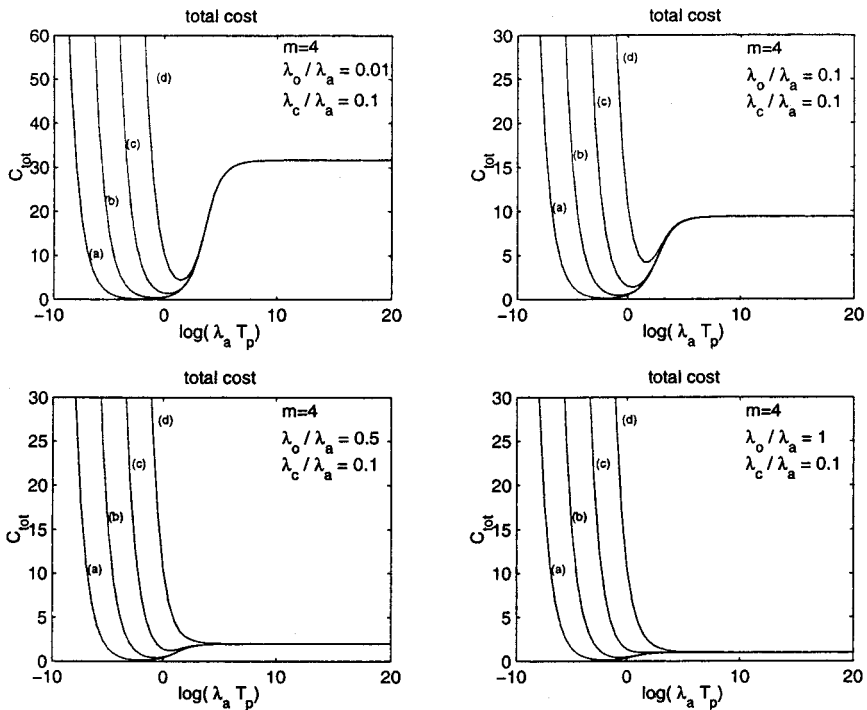 total cost
60
50
40
30
20
10
0
C_tot
(a)
(b)
(c)
(d)
m=4
λ_o / λ_a = 0.01
λ_c / λ_a = 0.1
-10
0
10
20
log( λ_a T_p)
total cost
30
25
20
15
10
5
0
C_tot
(a)
(b)
(c)
(d)
m=4
λ_o / λ_a = 0.1
λ_c / λ_a = 0.1
-10
0
10
20
log( λ_a T_p)
total cost
30
25
20
15
10
5
0
C_tot
(a)
(b)
(c)
(d)
m=4
λ_o / λ_a = 0.5
λ_c / λ_a = 0.1
-10
0
10
20
log( λ_a T_p)
total cost
30
25
20
15
10
5
0
C_tot
(a)
(b)
(c)
(d)
m=4
λ_o / λ_a = 1
λ_c / λ_a = 0.1
-10
0
10
20
log( λ_a T_p)